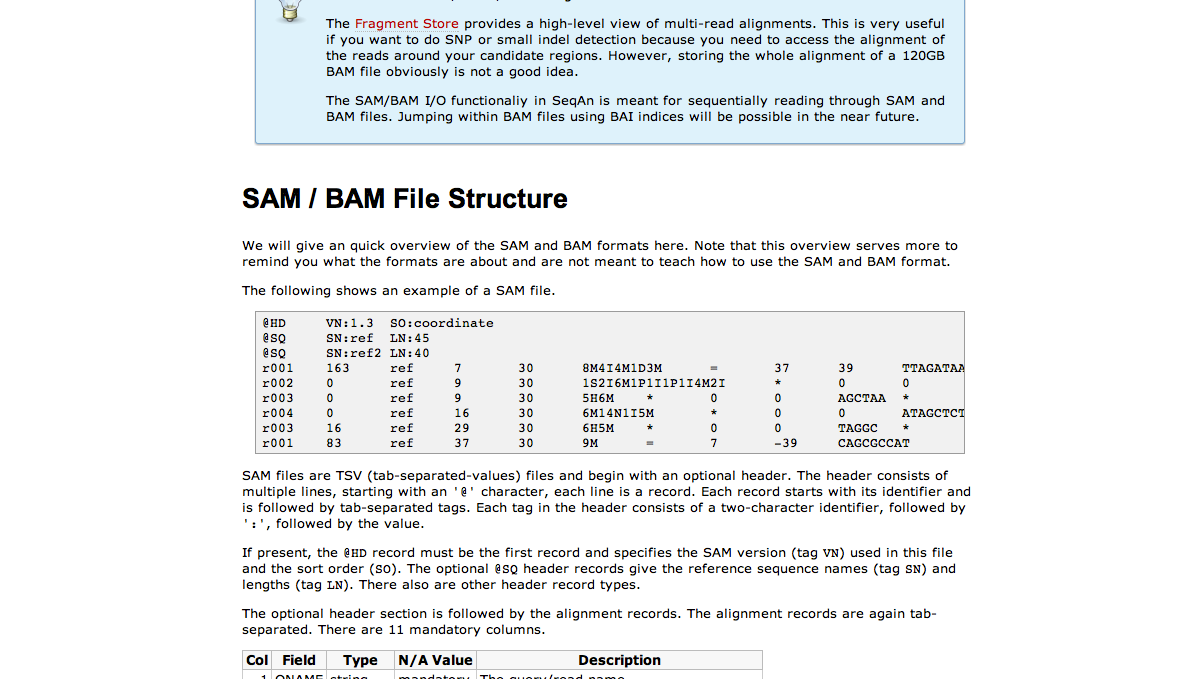 The Fragment Store provides a high-level view of multi-read alignments. This is very useful
if you want to do SNP or small indel detection because you need to access the alignment of
the reads around your candidate regions. However, storing the whole alignment of a 120GB
BAM file obviously is not a good idea.
The SAM/BAM I/O functionaliy in SeqAn is meant for sequentially reading through SAM and
BAM files. Jumping within BAM files using BAI indices will be possible in the near future.
SAM / BAM File Structure
We will give an quick overview of the SAM and BAM formats here. Note that this overview serves more to
remind you what the formats are about and are not meant to teach how to use the SAM and BAM format.
The following shows an example of a SAM file.
@HD VN:1.3 SO:coordinate
@SQ SN:ref LN:45
@SQ SN:ref2 LN:40
r001 163 ref 7 30 8M4I4M1D3M = 37 39 TTAGATAA
r002 0 ref 9 30 1S2I6M1P1I1P1I4M2I * 0 0
r003 0 ref 9 30 5H6M * 0 0 AGCTAA *
r004 0 ref 16 30 6M14N1I5M * 0 0 ATAGCTCT
r003 16 ref 29 30 6H5M * 0 0 TAGGC *
r001 83 ref 37 30 9M = 7 -39 CAGCGCCAT
SAM files are TSV (tab-separated-values) files and begin with an optional header. The header consists of
multiple lines, starting with an '@' character, each line is a record. Each record starts with its identifier and
is followed by tab-separated tags. Each tag in the header consists of a two-character identifier, followed by
':', followed by the value.
If present, the @HD record must be the first record and specifies the SAM version (tag VN) used in this file
and the sort order (SO). The optional @SQ header records give the reference sequence names (tag SN) and
lengths (tag LN). There also are other header record types.
The optional header section is followed by the alignment records. The alignment records are again tab-
separated. There are 11 mandatory columns.
Col Field Type N/A Value Description
1 QNAME string mandatory The query/read name